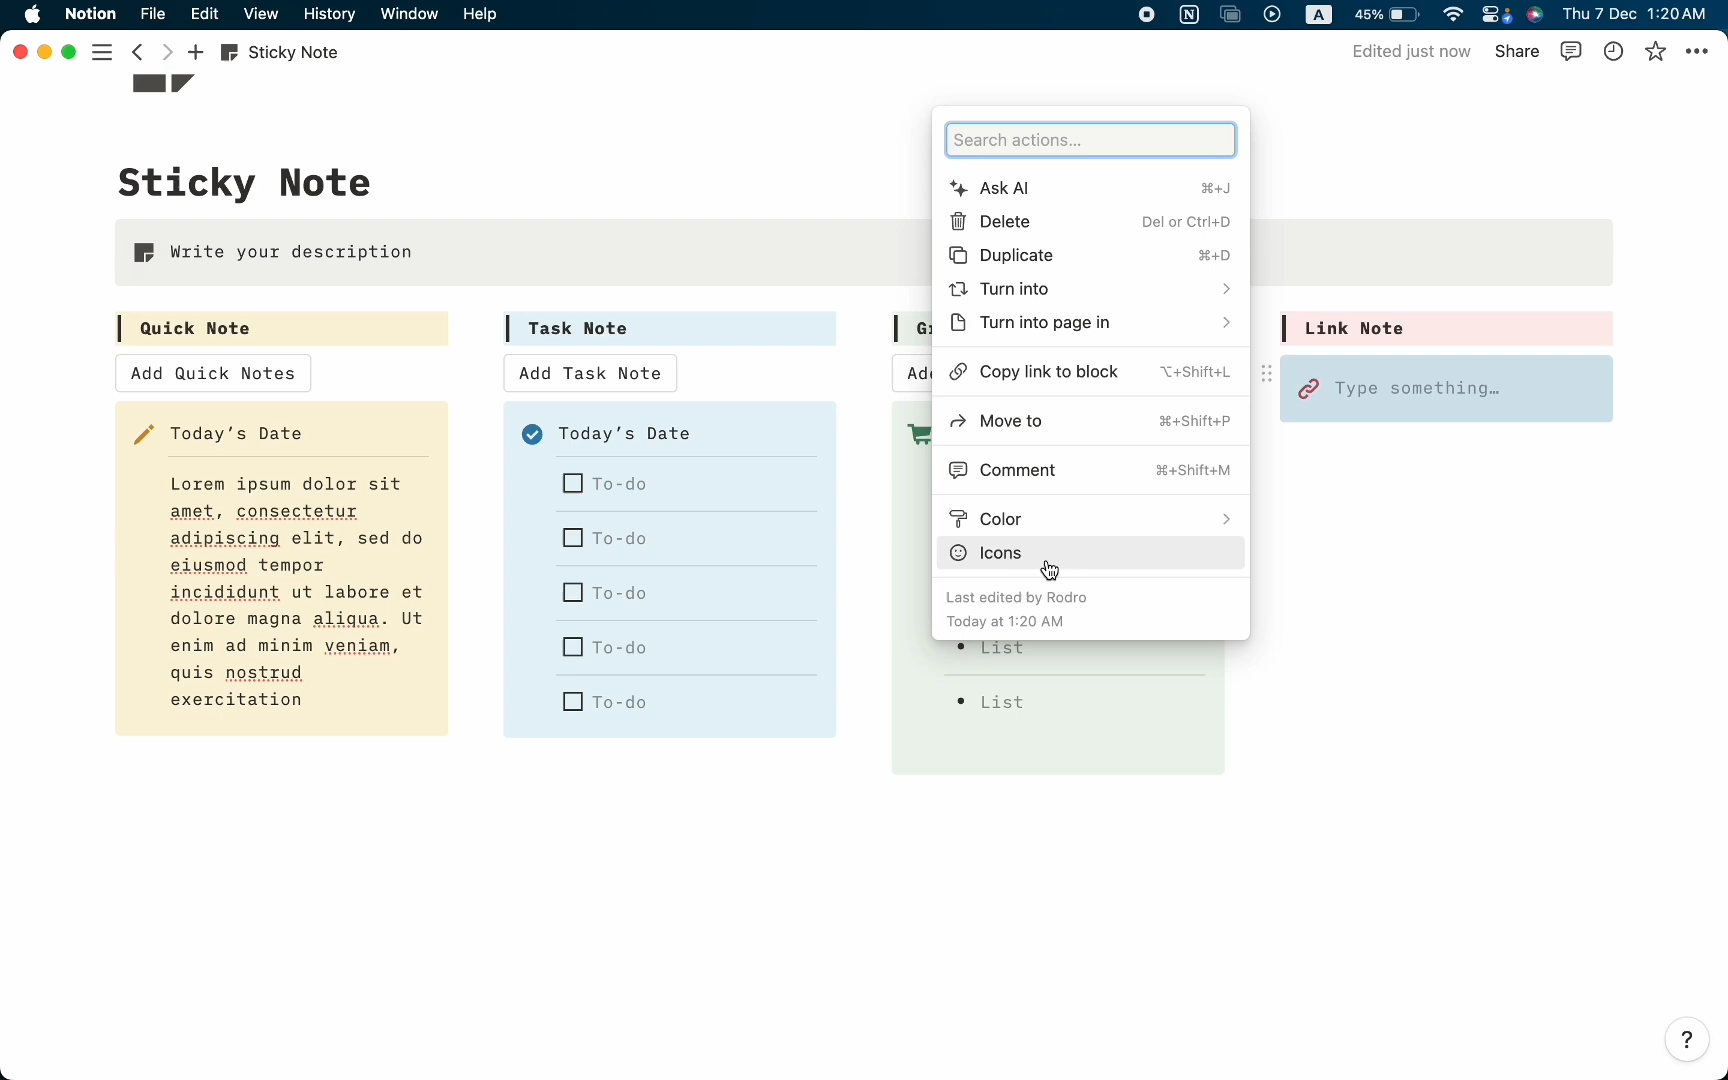 Notion File Edit View History Window Help A 45% Thu 7 Dec 1:20 AM
Sticky Note Edited just now Share
Sticky Note
Write your description
Quick Note
Add Quick Notes
Today's Date
Lorem ipsum dolor sit
amet, consectetur
adipiscing elit, sed do
eiusmod tempor
incididunt ut labore et
dolore magna aliqua. Ut
enim ad minim veniam,
quis nostrud
exercitation
Task Note
Add Task Note
Today's Date
To-do
To-do
To-do
To-do
To-do
List
List
Search actions...
Ask AI ⌘+J
Delete Del or Ctrl+D
Duplicate ⌘+D
Turn into
Turn into page in
Copy link to block ⌥+Shift+L
Move to ⌘+Shift+P
Comment ⌘+Shift+M
Color
Icons
Last edited by Rodro
Today at 1:20 AM
Link Note
Type something…
?